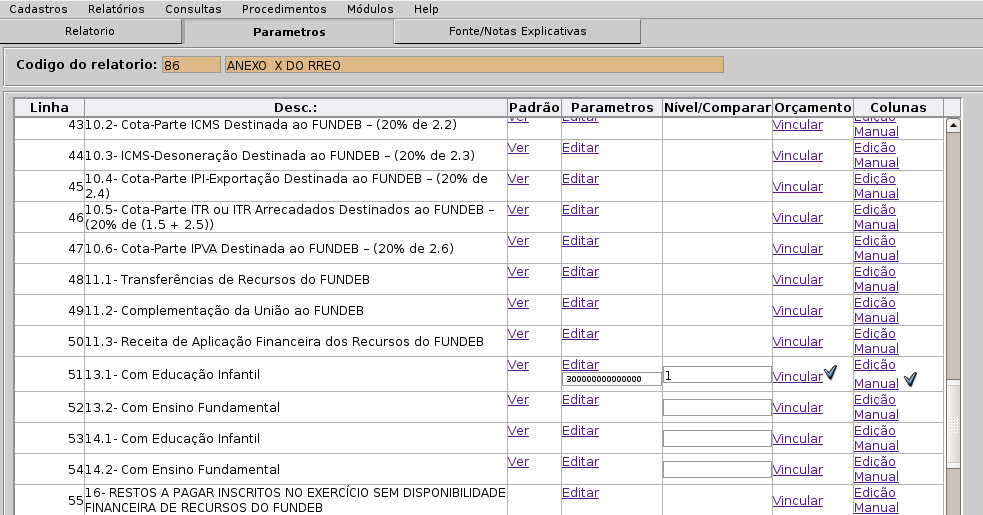 Cadastros Relatórios Consultas Procedimentos Módulos Help
Relatorio Parametros Fonte/Notas Explicativas
Codigo do relatorio: 86 ANEXO X DO RREO
Linha Desc.: Padrão Parametros Nível/Comparar Orçamento Colunas
43 10.2- Cota-Parte ICMS Destinada ao FUNDEB – (20% de 2.2) Ver Editar Vincular Edição
Manual
44 10.3- ICMS-Desoneração Destinada ao FUNDEB – (20% de 2.3) Ver Editar Vincular Edição
Manual
45 10.4- Cota-Parte IPI-Exportação Destinada ao FUNDEB – (20% de Ver Editar Vincular Edição
2.4) Manual
46 10.5- Cota-Parte ITR ou ITR Arrecadados Destinados ao FUNDEB – Ver Editar Vincular Edição
(20% de (1.5 + 2.5)) Manual
47 10.6- Cota-Parte IPVA Destinada ao FUNDEB – (20% de 2.6) Ver Editar Vincular Edição
Manual
48 11.1- Transferências de Recursos do FUNDEB Ver Editar Vincular Edição
Manual
49 11.2- Complementação da União ao FUNDEB Ver Editar Vincular Edição
Manual
50 11.3- Receita de Aplicação Financeira dos Recursos do FUNDEB Ver Editar Vincular Edição
Manual
51 13.1- Com Educação Infantil Ver Editar 1 Vincular Edição
300000000000000 Manual
52 13.2- Com Ensino Fundamental Ver Editar Vincular Edição
Manual
53 14.1- Com Educação Infantil Ver Editar Vincular Edição
Manual
54 14.2- Com Ensino Fundamental Ver Editar Vincular Edição
Manual
55 16- RESTOS A PAGAR INSCRITOS NO EXERCÍCIO SEM DISPONIBILIDADE Editar Vincular Edição
FINANCEIRA DE RECURSOS DO FUNDEB Manual